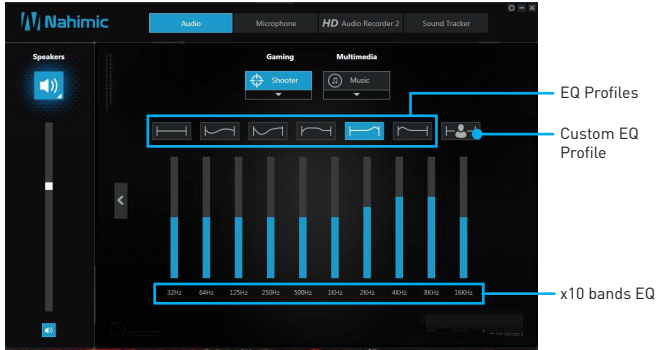 Nahimic
Audio
Microphone
HD Audio Recorder 2
Sound Tracker
Speakers
Gaming
Multimedia
Shooter
Music
EQ Profiles
Custom EQ
Profile
32Hz 64Hz 125Hz 250Hz 500Hz 1KHz 2KHz 4KHz 8KHz 16KHz
x10 bands EQ